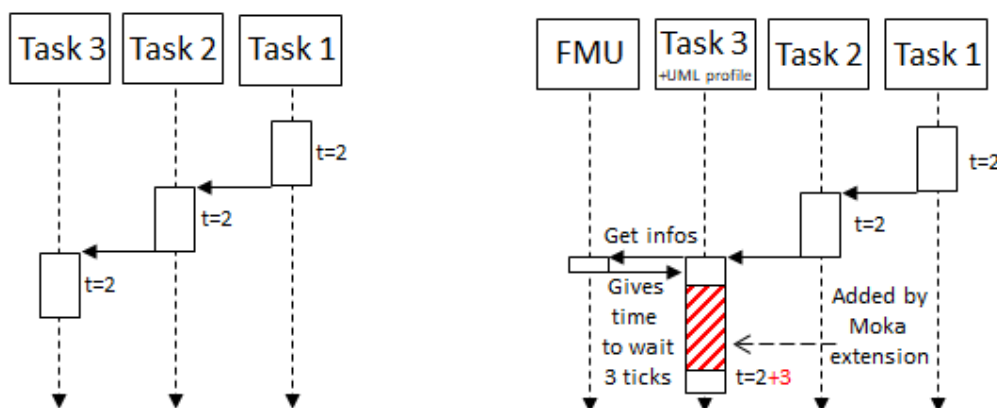 Task 3
Task 2
Task 1
t=2
t=2
t=2
FMU
Task 3
+UML profile
Task 2
Task 1
t=2
t=2
Get infos
Gives
time
to wait
3 ticks
Added by
Moka
extension
t=2+3